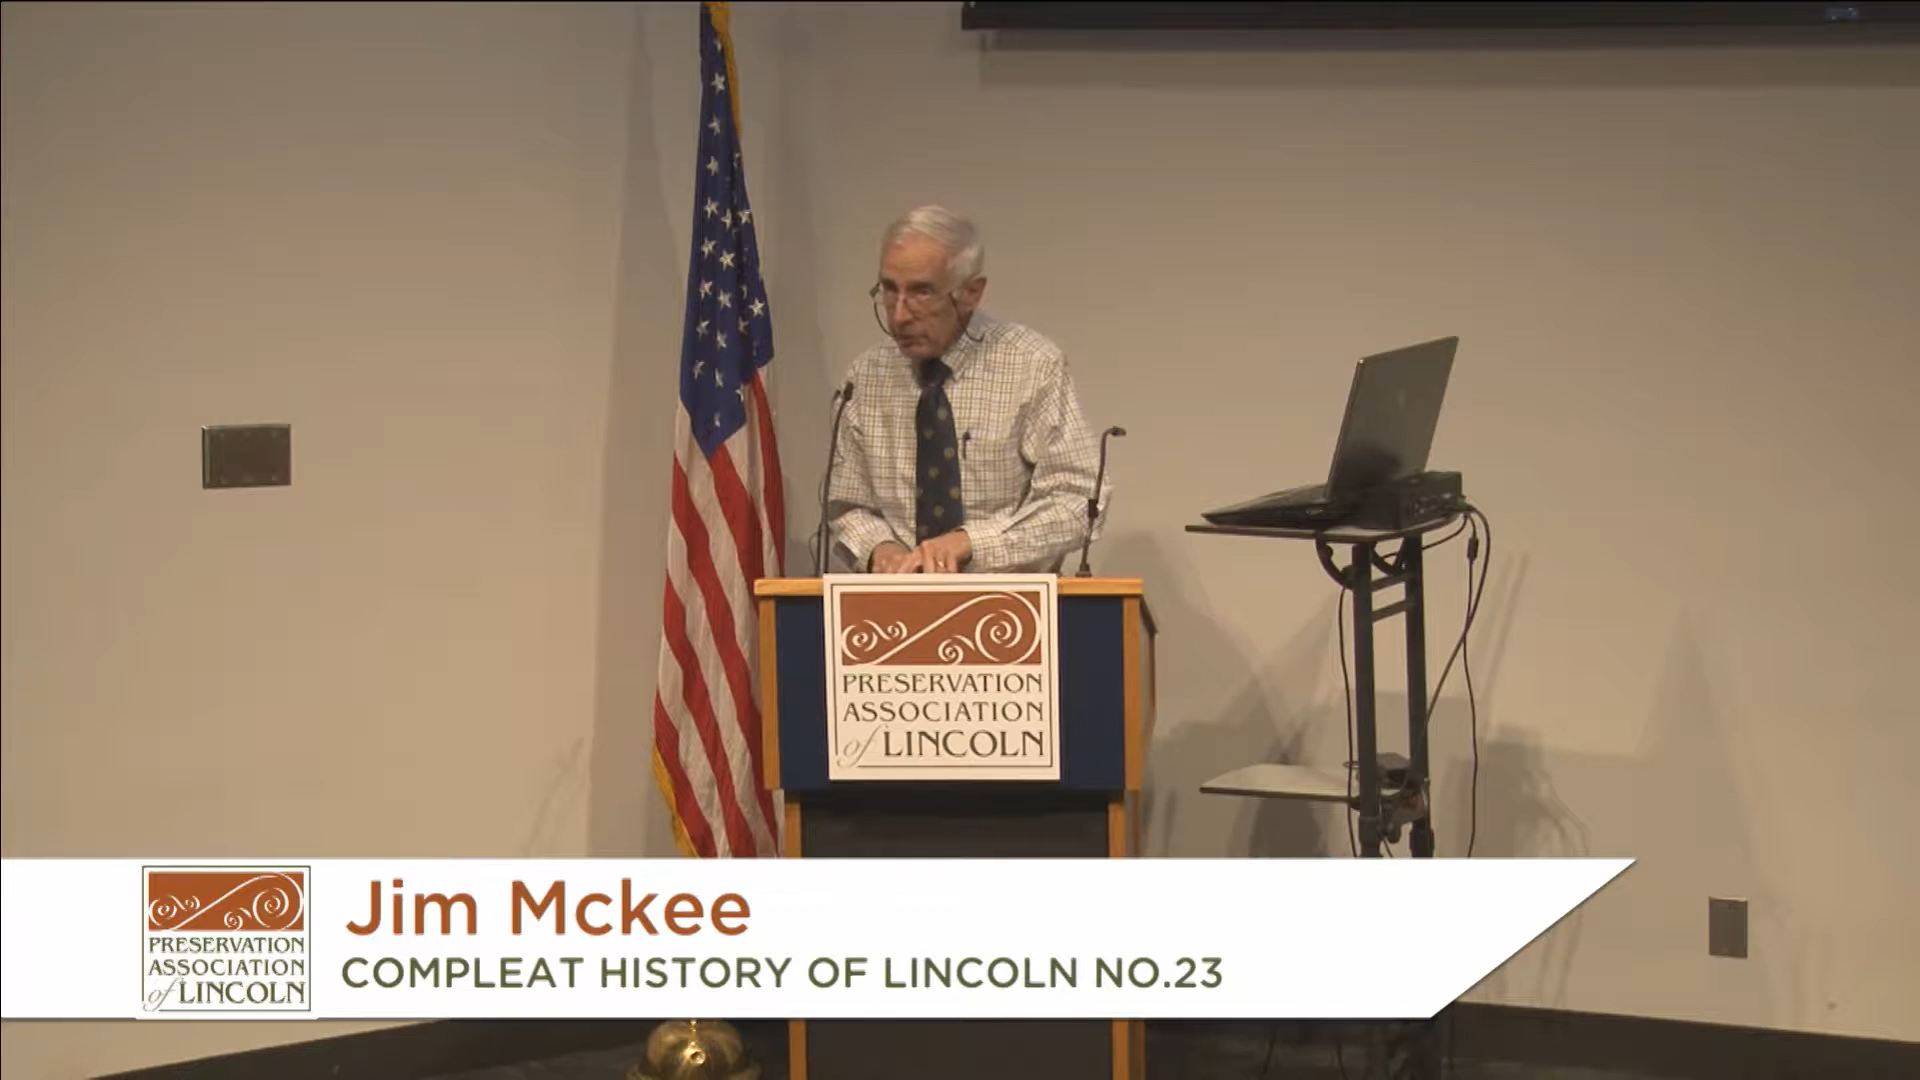 PRESERVATION
ASSOCIATION
of LINCOLN
Jim Mckee
COMPLEAT HISTORY OF LINCOLN NO.23
PRESERVATION
ASSOCIATION
of LINCOLN